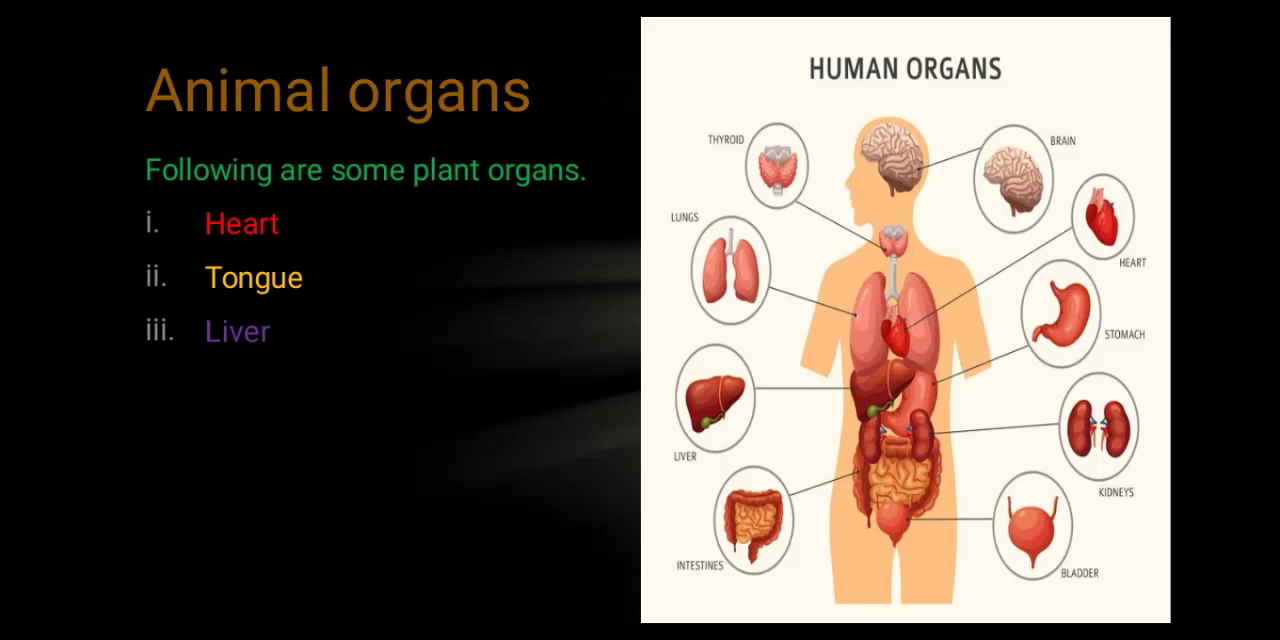 Animal organs
Following are some plant organs.
i. Heart
ii. Tongue
iii. Liver
HUMAN ORGANS
THYROID
BRAIN
LUNGS
HEART
STOMACH
LIVER
KIDNEYS
INTESTINES
BLADDER